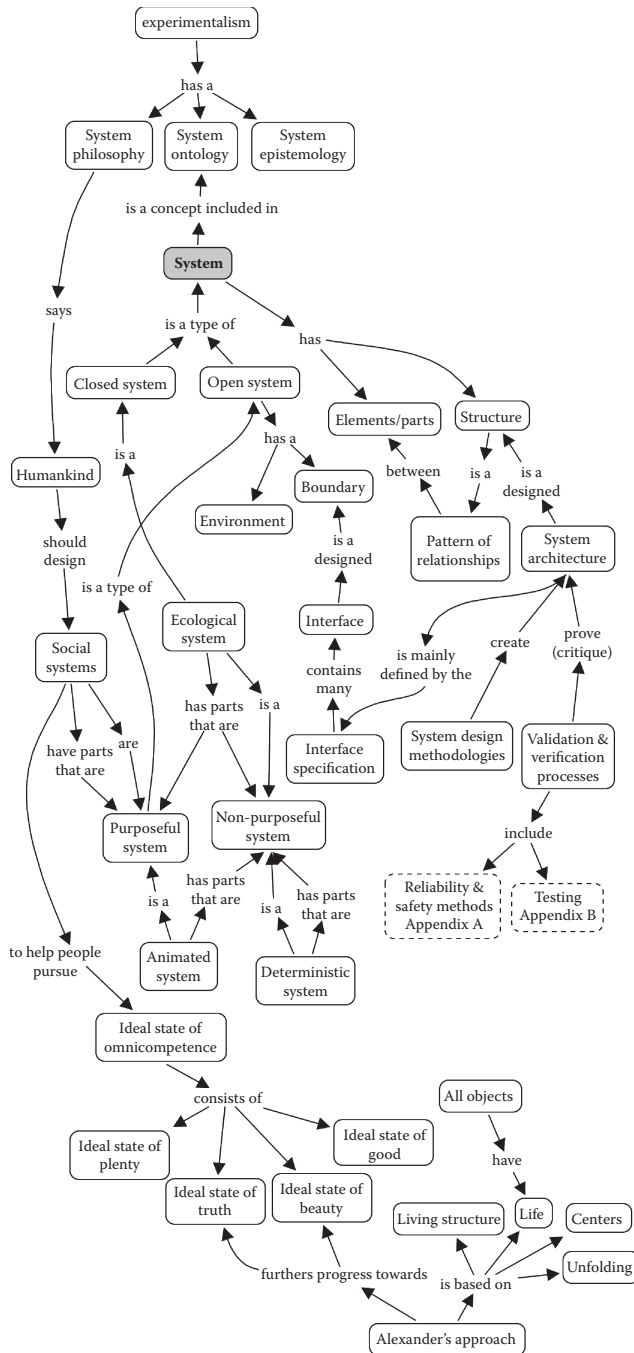 experimentalism
has a
System
philosophy
System
ontology
System
epistemology
is a concept included in
System
says
is a type of
has
Closed system
Open system
Elements/parts
Structure
has a
is a
between
is a
is a
designed
Humankind
Boundary
Environment
Pattern of
relationships
System
architecture
should
design
is a
designed
is a type of
Ecological
system
Interface
Social
systems
is mainly
defined by the
create
prove
(critique)
contains
many
has parts
that are
is a
have parts
that are
are
Interface
specification
System design
methodologies
Validation &
verification
processes
Purposeful
system
Non-purposeful
system
include
has parts
that are
is a
is a
has parts
that are
Reliability &
safety methods
Appendix A
Testing
Appendix B
to help people
pursue
Animated
system
Deterministic
system
Ideal state of
omnicompetence
consists of
All objects
Ideal state of
plenty
Ideal state of
good
have
Ideal state of
truth
Ideal state of
beauty
Living structure
Life
Centers
furthers progress towards
is based on
Unfolding
Alexander's approach